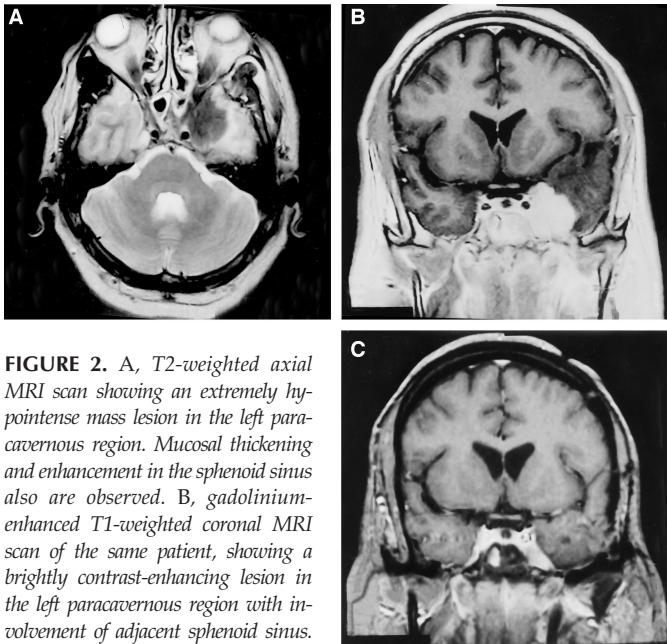 A
B
C
FIGURE 2. A, T2-weighted axial
MRI scan showing an extremely hy-
pointense mass lesion in the left para-
cavernous region. Mucosal thickening
and enhancement in the sphenoid sinus
also are observed. B, gadolinium-
enhanced T1-weighted coronal MRI
scan of the same patient, showing a
brightly contrast-enhancing lesion in
the left paracavernous region with in-
volvement of adjacent sphenoid sinus.